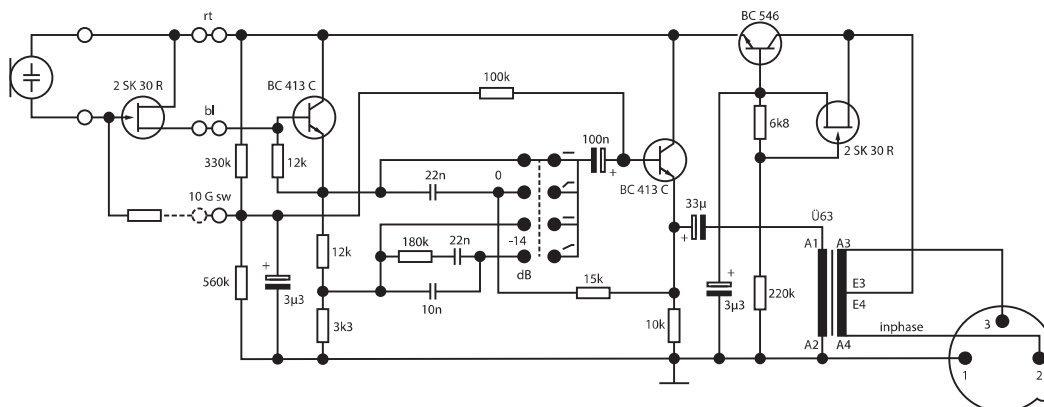 rt
BC 546
2 SK 30 R
BC 413 C
100k
bl
6k8
2 SK 30 R
100n
330k
12k
22n
0
+
BC 413 C
10 G sw
33µ
Ü63
180k
22n
-14
+
A1
A3
+
12k
dB
+
560k
3µ3
15k
3µ3
220k
E3
E4
10n
3
3k3
10k
inphase
A2
A4
1
2